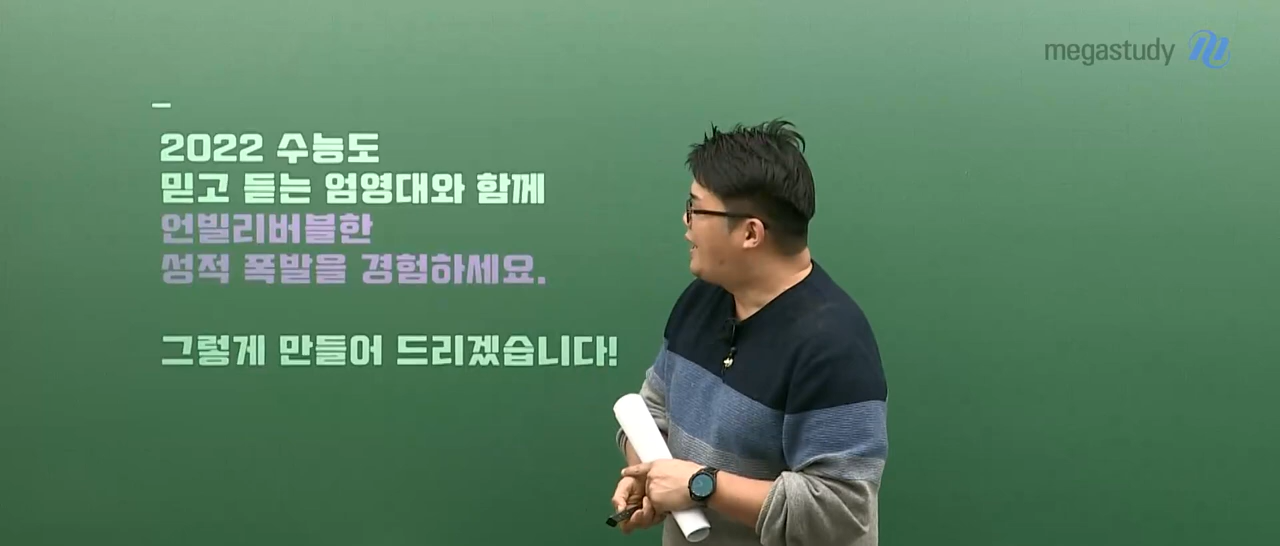 megastudy
2022 수능도
믿고 듣는 엄영대와 함께
언빌리버블한
성적 폭발을 경험하세요.
그렇게 만들어 드리겠습니다!